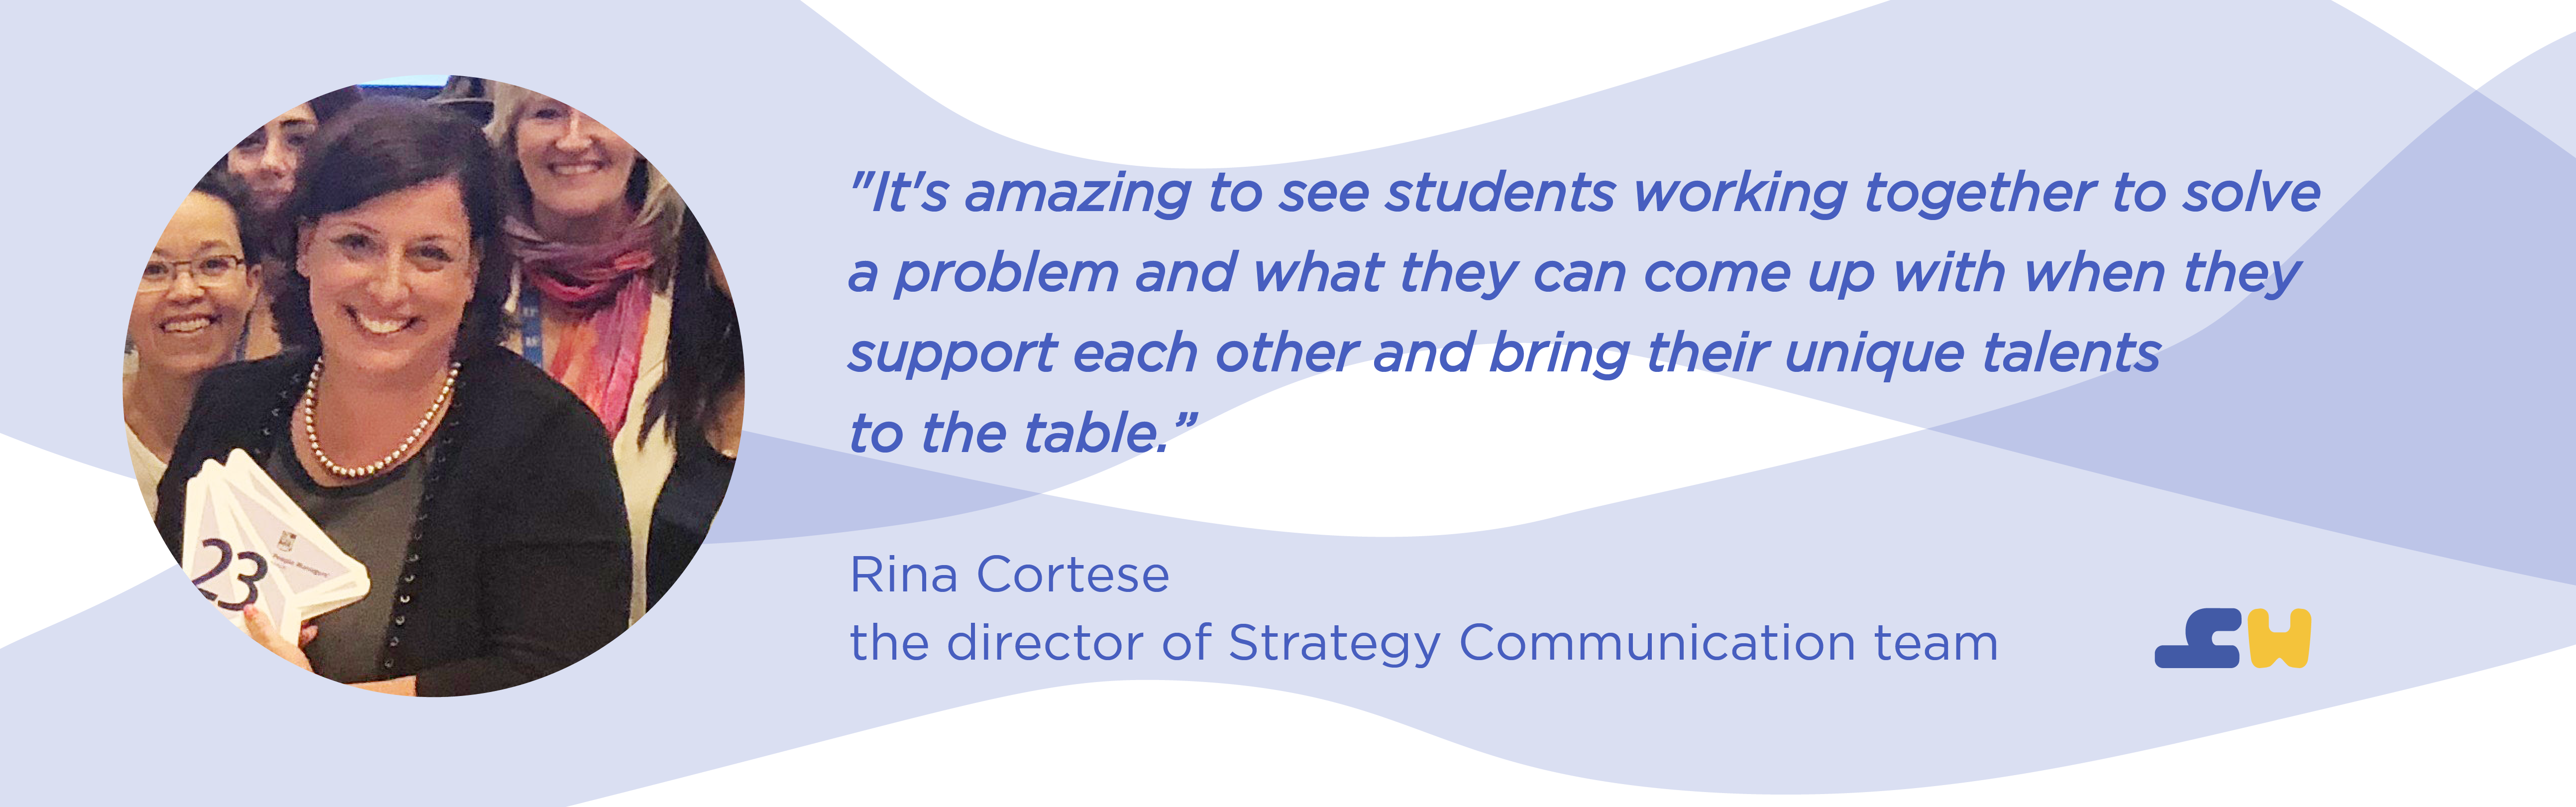 "It's amazing to see students working together to solve
a problem and what they can come up with when they
support each other and bring their unique talents
to the table.”
Rina Cortese
the director of Strategy Communication team
23